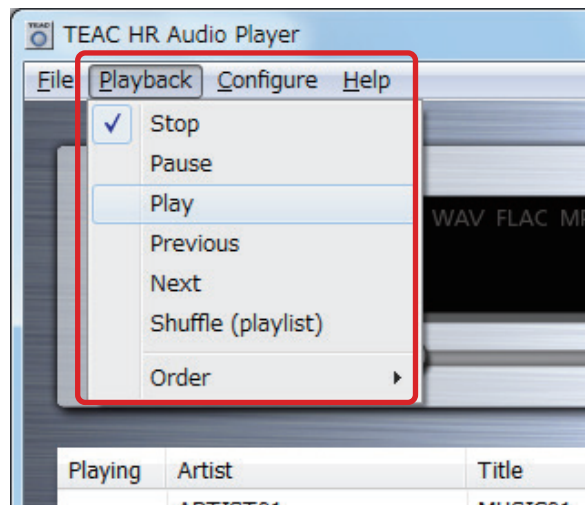 TEAC
TEAC HR Audio Player
File Playback Configure Help
Stop
Pause
Play
Previous
Next
Shuffle (playlist)
Order
WAV FLAC
Playing Artist Title